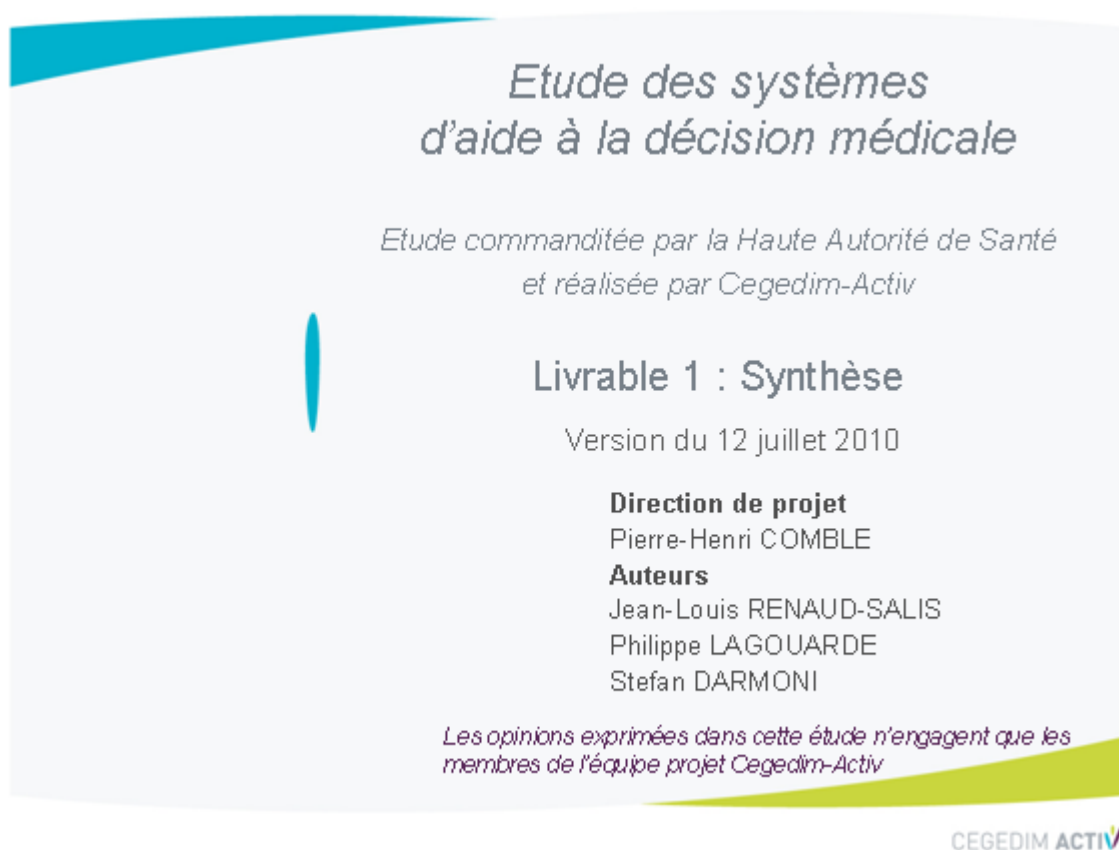 Etude des systèmes
d'aide à la décision médicale
Etude commanditée par la Haute Autorité de Santé
et réalisée par Cegedim-Activ
Livrable 1 : Synthèse
Version du 12 juillet 2010
Direction de projet
Pierre-Henri COMBLE
Auteurs
Jean-Louis RENAUD-SALIS
Philippe LAGOUARDE
Stefan DARMONI
Les opinions exprimées dans cette étude n'engagent que les
membres de l'équipe projet Cegedim-Activ
CEGEDIM ACTIV